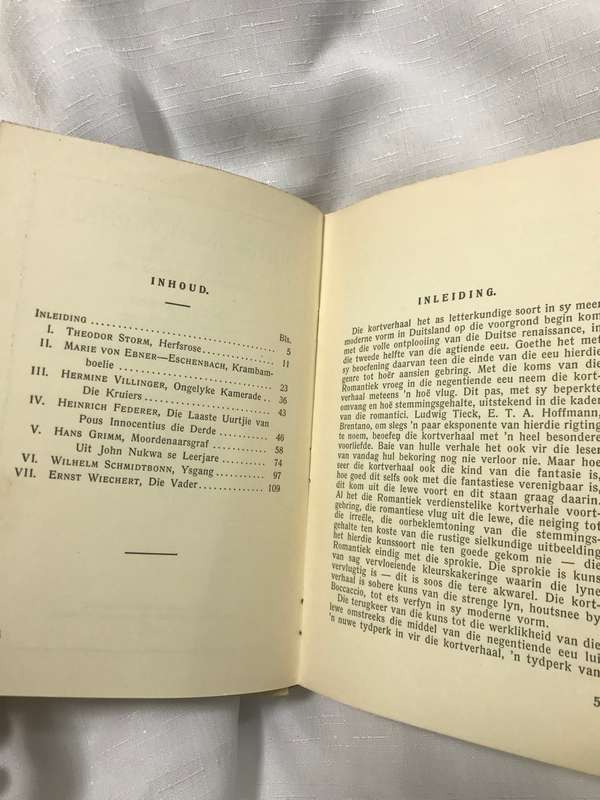 INHOUD.
Bls.
INLEIDING ........ 5
I. THEODOR STORM, Herfsrose ........ 11
II. MARIE VON EBNER—ESCHENBACH, Krambam-
boelie ........ 23
III. HERMINE VILLINGER, Ongelyke Kamerade . 36
Die Kruiers ........ 43
IV. HEINRICH FEDERER, Die Laaste Uurtjie van
Pous Innocentius die Derde ........ 46
V. HANS GRIMM, Moordenaarsgraf ........ 58
Uit John Nukwa se Leerjare ........ 74
VI. WILHELM SCHMIDTBONN, Ysgang ........ 97
VII. ERNST WIECHERT, Die Vader ........ 109
INLEIDING.
Die kortverhaal het as letterkundige soort in sy meer
moderne vorm in Duitsland op die voorgrond begin kom
met die volle ontplooiing van die Duitse renaissance, in
die tweede helfte van die agtiende eeu. Goethe het met
sy beoefening daarvan teen die einde van die eeu hierdie
genre tot hoër aansien gebring. Met die koms van die
Romantiek vroeg in die negentiende eeu neem die kort-
verhaal meteens 'n hoë vlug. Dit pas, met sy beperkte
omvang en hoë stemmingsgehalte, uitstekend in die kader
van die romantici. Ludwig Tieck, E. T. A. Hoffmann,
Brentano, om slegs 'n paar eksponente van hierdie rigting
te noem, beoefen die kortverhaal met 'n heel besondere
voorliefde. Baie van hulle verhale het ook vir die leser
van vandag hul bekoring nog nie verloor nie. Maar hoe
seer die kortverhaal ook die kind van die fantasie is,
hoe goed dit selfs ook met die fantastiese verenigbaar is,
dit kom uit die lewe voort en dit staan graag daarin.
Al het die Romantiek verdienstelike kortverhale voort-
gebring, die romantiese vlug uit die lewe, die neiging tot
die irreële, die oorbeklemtoning van die stemmings-
gehalte ten koste van die rustige sielkundige uitbeelding
het hierdie kunssoort nie ten goede gekom nie — die
Romantiek eindig met die sprokie. Die sprokie is kuns
van sag vervloeiende kleurskakeringe waarin die lyne
vervlugtig is — dit is soos die tere akwarel. Die kort-
verhaal is sobere kuns van die strenge lyn, houtsnee by
Boccaccio, tot ets verfyn in sy moderne vorm.
Die terugkeer van die kuns tot die werklikheid van die
lewe omstreeks die middel van die negentiende eeu lui
'n nuwe tydperk in vir die kortverhaal, 'n tydperk van
5